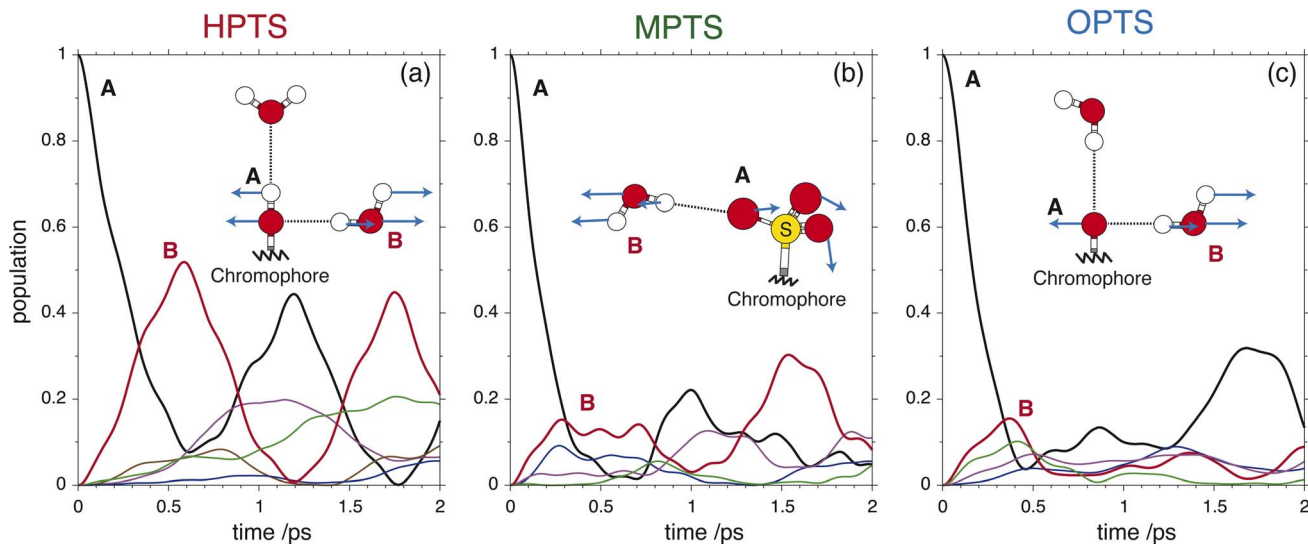 HPTS
MPTS
OPTS
(a)
(b)
(c)
population
1
0.8
0.6
0.4
0.2
0
0
0.5
1
1.5
2
time /ps
A
B
A
B
Chromophore
1
0.8
0.6
0.4
0.2
0
0
0.5
1
1.5
2
time /ps
A
B
A
B
S
Chromophore
1
0.8
0.6
0.4
0.2
0
0
0.5
1
1.5
2
time /ps
A
B
A
B
Chromophore